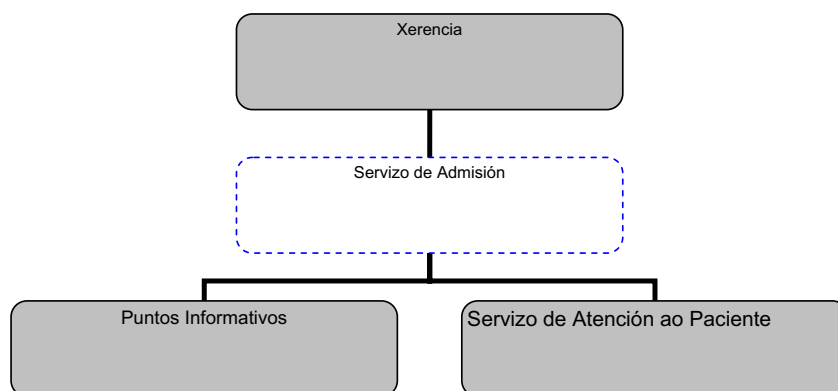 Xerencia
Servizo de Admisión
Puntos Informativos
Servizo de Atención ao Paciente